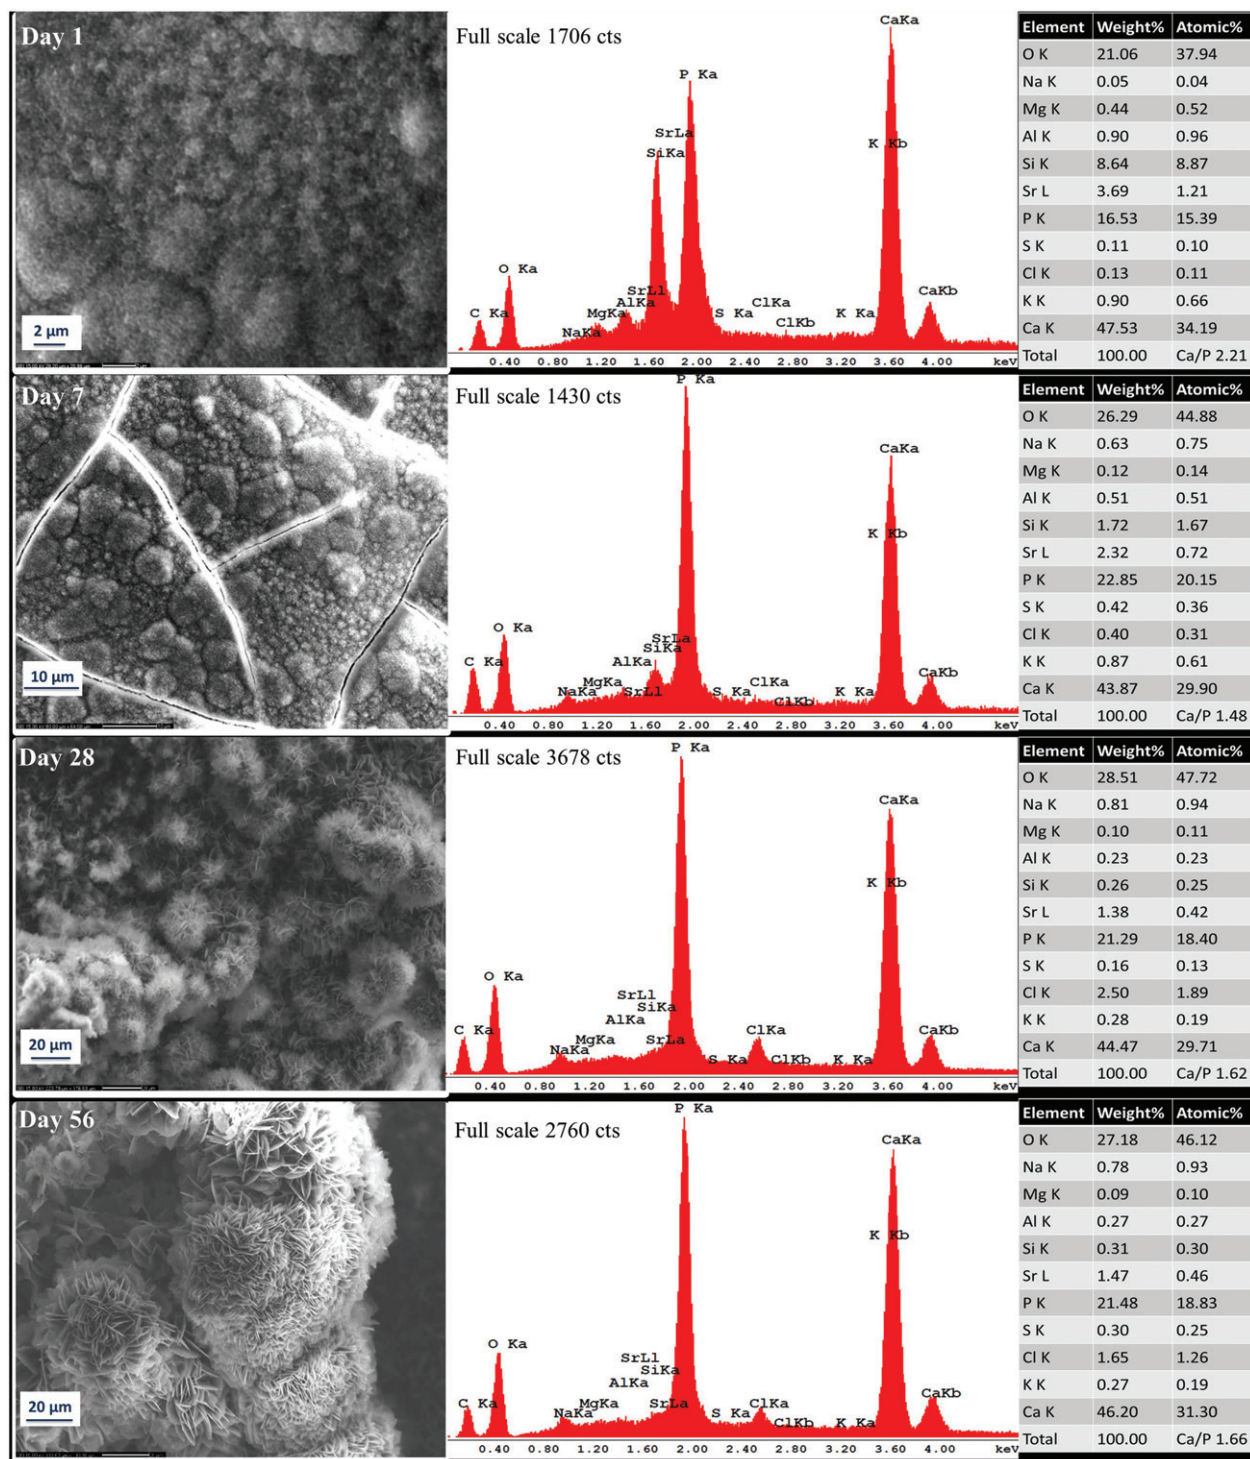 Day 1
2 μm
Full scale 1706 cts
CaKa
P Ka
SrLa
SiKa
K Kb
O Ka
C Ka
NaKa
MgKa
AlKa
SrLl
S Ka
ClKa
ClKb
K Ka
CaKb
0.40 0.80 1.20 1.60 2.00 2.40 2.80 3.20 3.60 4.00 keV
Element Weight% Atomic%
O K 21.06 37.94
Na K 0.05 0.04
Mg K 0.44 0.52
Al K 0.90 0.96
Si K 8.64 8.87
Sr L 3.69 1.21
P K 16.53 15.39
S K 0.11 0.10
Cl K 0.13 0.11
K K 0.90 0.66
Ca K 47.53 34.19
Total 100.00 Ca/P 2.21
Day 7
10 μm
Full scale 1430 cts
P Ka
CaKa
K Kb
O Ka
C Ka
NaKa
MgKa
AlKa
SrLl
SrLa
SiKa
S Ka
ClKa
ClKb
K Ka
CaKb
0.40 0.80 1.20 1.60 2.00 2.40 2.80 3.20 3.60 4.00 keV
Element Weight% Atomic%
O K 26.29 44.88
Na K 0.63 0.75
Mg K 0.12 0.14
Al K 0.51 0.51
Si K 1.72 1.67
Sr L 2.32 0.72
P K 22.85 20.15
S K 0.42 0.36
Cl K 0.40 0.31
K K 0.87 0.61
Ca K 43.87 29.90
Total 100.00 Ca/P 1.48
Day 28
20 μm
Full scale 3678 cts
P Ka
CaKa
K Kb
O Ka
C Ka
NaKa
MgKa
AlKa
SrLl
SiKa
SrLa
S Ka
ClKa
ClKb
K Ka
CaKb
0.40 0.80 1.20 1.60 2.00 2.40 2.80 3.20 3.60 4.00 keV
Element Weight% Atomic%
O K 28.51 47.72
Na K 0.81 0.94
Mg K 0.10 0.11
Al K 0.23 0.23
Si K 0.26 0.25
Sr L 1.38 0.42
P K 21.29 18.40
S K 0.16 0.13
Cl K 2.50 1.89
K K 0.28 0.19
Ca K 44.47 29.71
Total 100.00 Ca/P 1.62
Day 56
20 μm
Full scale 2760 cts
P Ka
CaKa
K Kb
O Ka
C Ka
NaKa
MgKa
AlKa
SrLl
SiKa
SrLa
S Ka
ClKa
ClKb
K Ka
CaKb
0.40 0.80 1.20 1.60 2.00 2.40 2.80 3.20 3.60 4.00 keV
Element Weight% Atomic%
O K 27.18 46.12
Na K 0.78 0.93
Mg K 0.09 0.10
Al K 0.27 0.27
Si K 0.31 0.30
Sr L 1.47 0.46
P K 21.48 18.83
S K 0.30 0.25
Cl K 1.65 1.26
K K 0.27 0.19
Ca K 46.20 31.30
Total 100.00 Ca/P 1.66